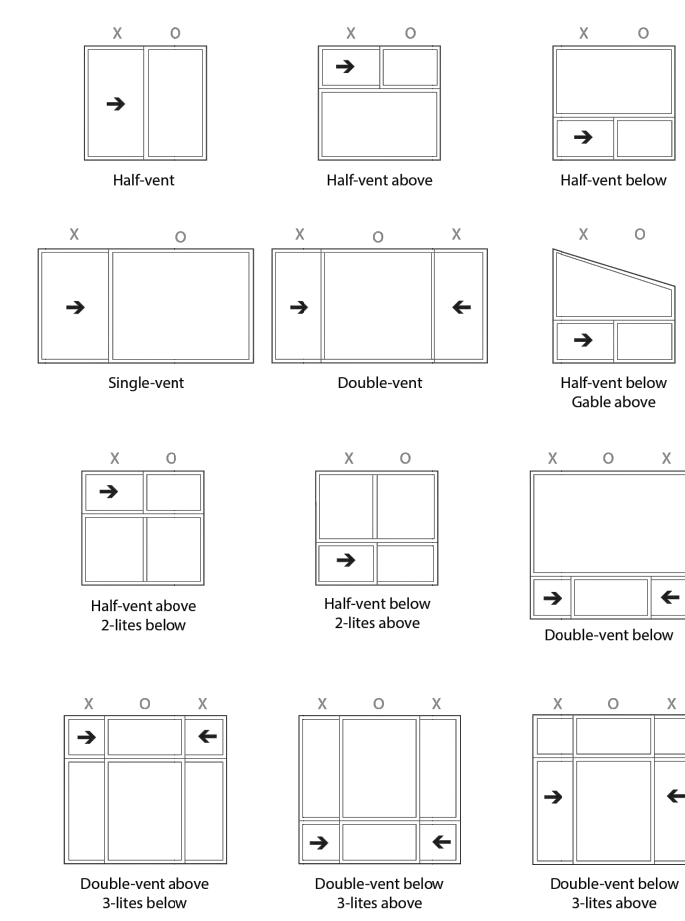 X O X O X O
Half-vent Half-vent above Half-vent below
X O X O X X O
Single-vent Double-vent Half-vent below
Gable above
X O X O X O X
Half-vent above Half-vent below
2-lites below 2-lites above
Double-vent below
X O X X O X X O X
Double-vent above Double-vent below Double-vent below
3-lites below 3-lites above 3-lites above